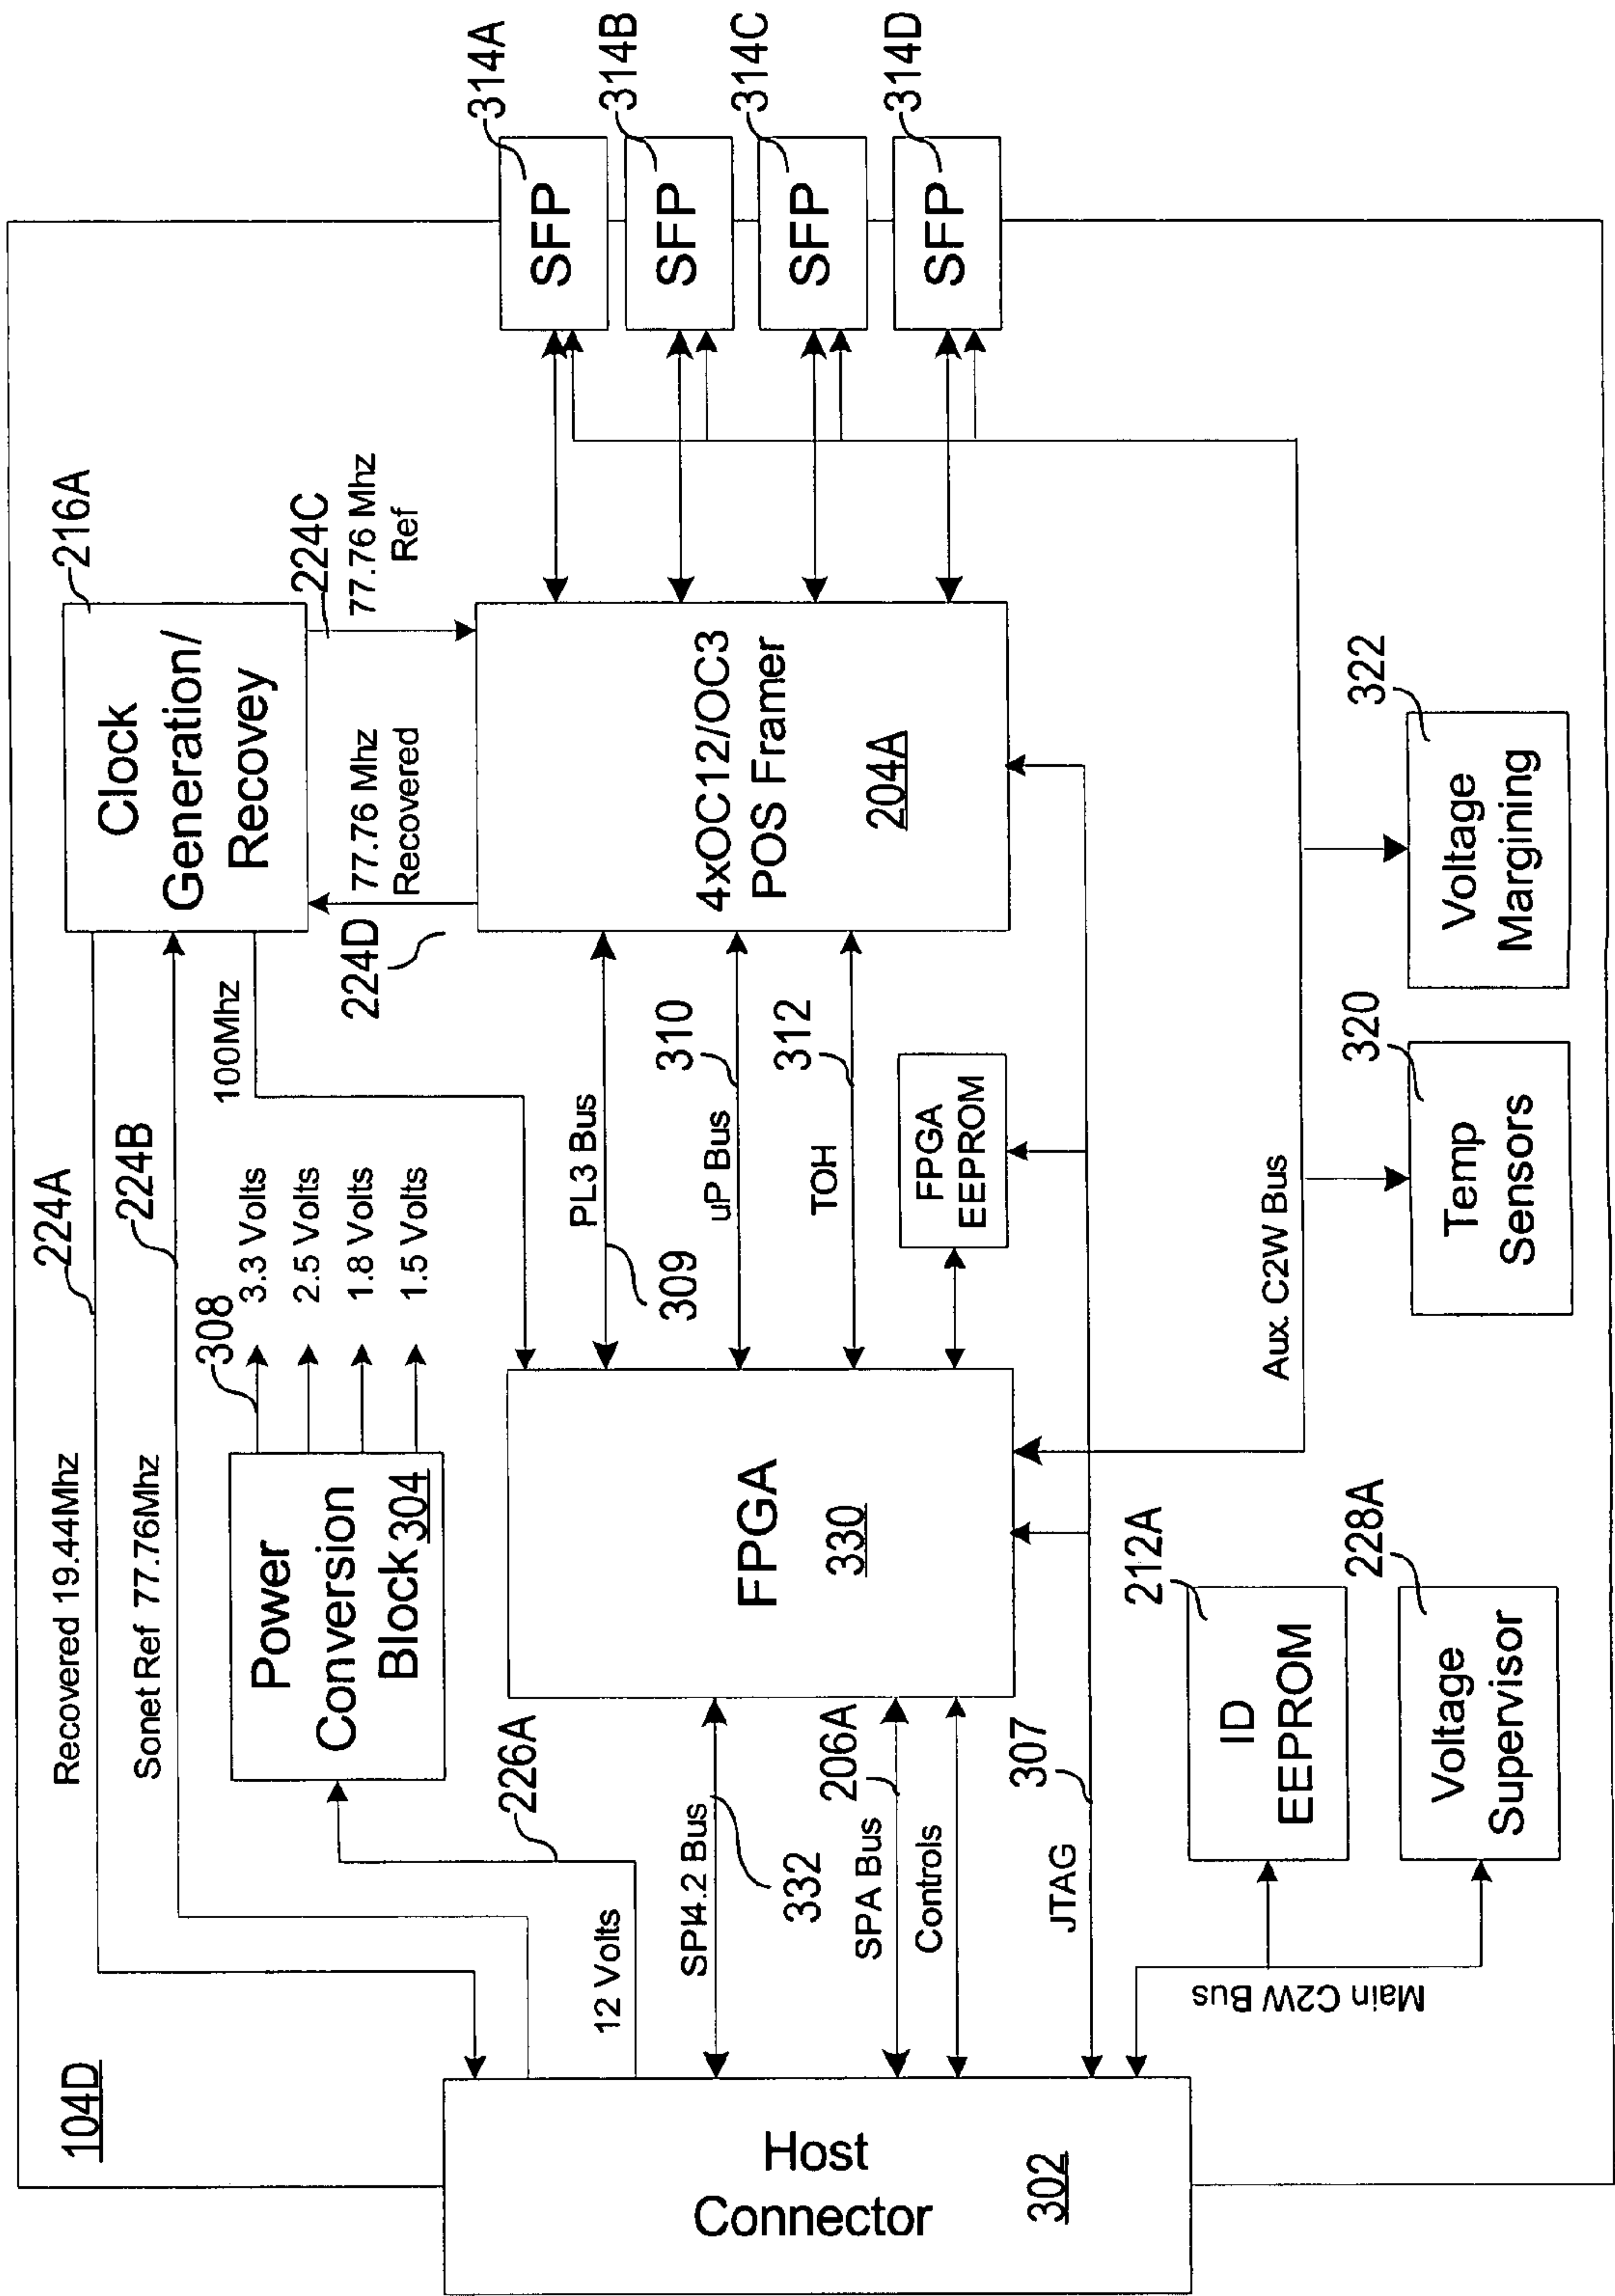 104D
Host
Connector
302
Recovered 19.44Mhz
224A
Sonet Ref 77.76Mhz
224B
12 Volts
226A
Power
Conversion
Block 304
308
3.3 Volts
2.5 Volts
1.8 Volts
1.5 Volts
100Mhz
Clock
Generation/
Recovey
216A
224D
77.76 Mhz
Recovered
224C
77.76 Mhz
Ref
SPI4.2 Bus
332
SPA Bus
206A
Controls
FPGA
330
PL3 Bus
309
uP Bus
310
TOH
312
FPGA
EEPROM
4xOC12/OC3
POS Framer
204A
SFP
314A
SFP
314B
SFP
314C
SFP
314D
JTAG
307
Main C2W Bus
ID
EEPROM
212A
Voltage
Supervisor
228A
Aux. C2W Bus
Temp
Sensors
320
Voltage
Margining
322